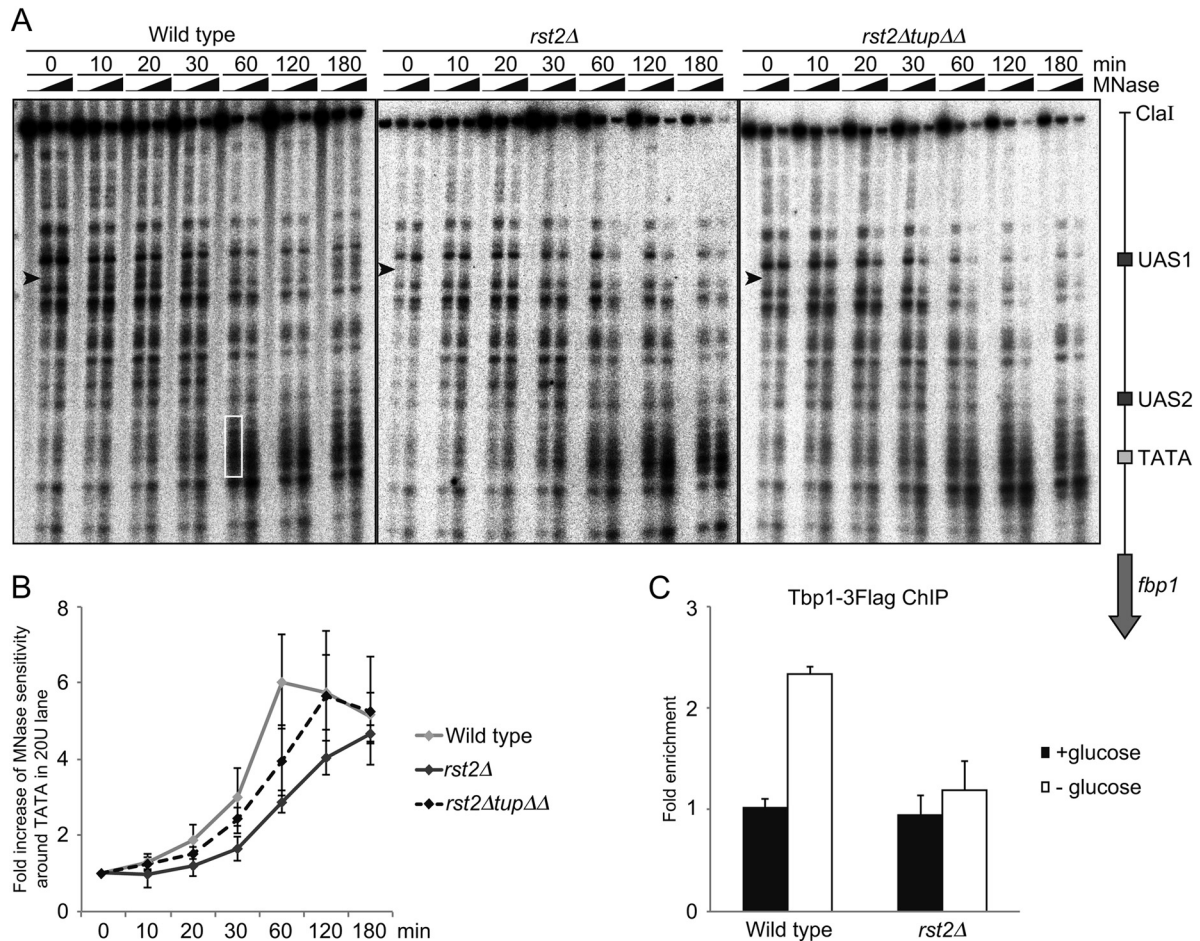 A
Wild type
rst2Δ
rst2ΔtupΔΔ
0 10 20 30 60 120 180
0 10 20 30 60 120 180
0 10 20 30 60 120 180 min
MNase
ClaI
UAS1
UAS2
TATA
fbp1
B
Fold increase of MNase sensitivity
around TATA in 20U lane
8
6
4
2
0
0 10 20 30 60 120 180 min
Wild type
rst2Δ
rst2ΔtupΔΔ
C
Tbp1-3Flag ChIP
Fold enrichment
3
2
1
0
Wild type rst2Δ
+glucose
- glucose